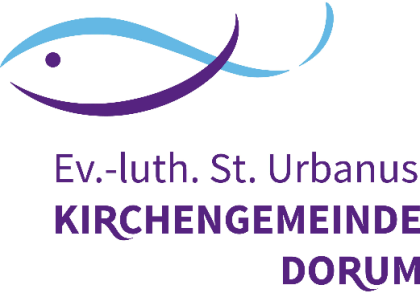 Ev.-luth. St. Urbanus
KIRCHENGEMEINDE
DORUM